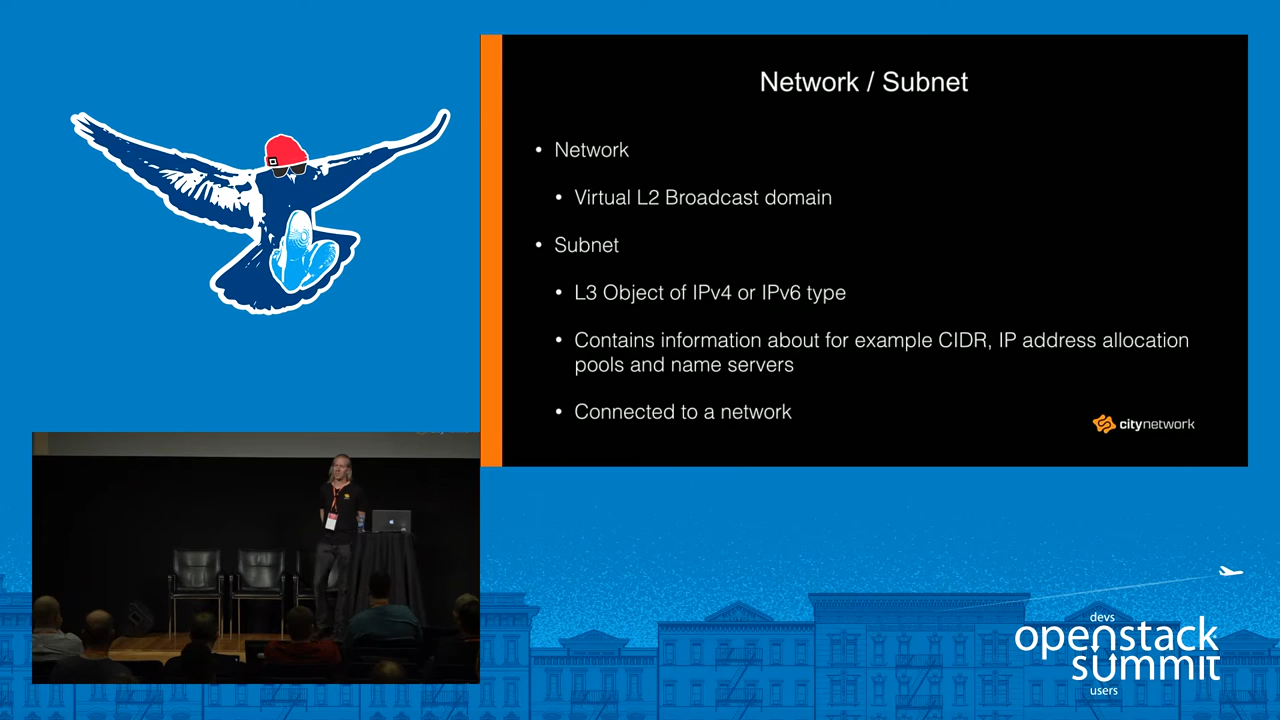 Network / Subnet
• Network
• Virtual L2 Broadcast domain
• Subnet
• L3 Object of IPv4 or IPv6 type
• Contains information about for example CIDR, IP address allocation
pools and name servers
• Connected to a network
citynetwork
devs
openstack
summit
users